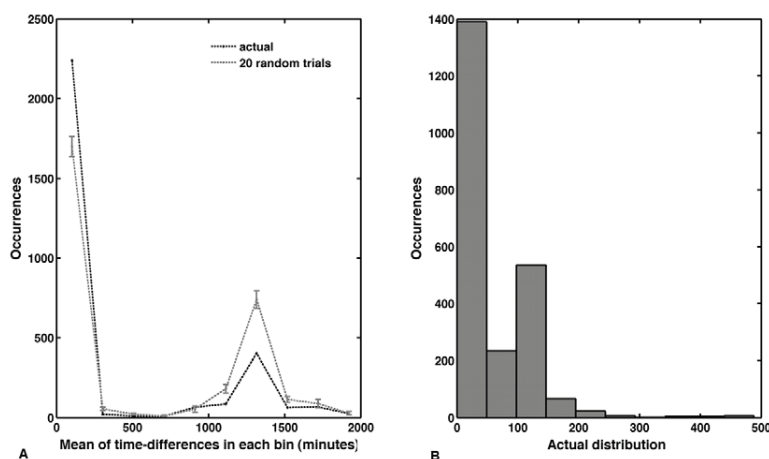 2500
2000
1500
1000
500
0
0 500 1000 1500 2000
Occurrences
actual
20 random trials
Mean of time-differences in each bin (minutes)
A
1400
1200
1000
800
600
400
200
0
0 100 200 300 400 500
Occurrences
Actual distribution
B